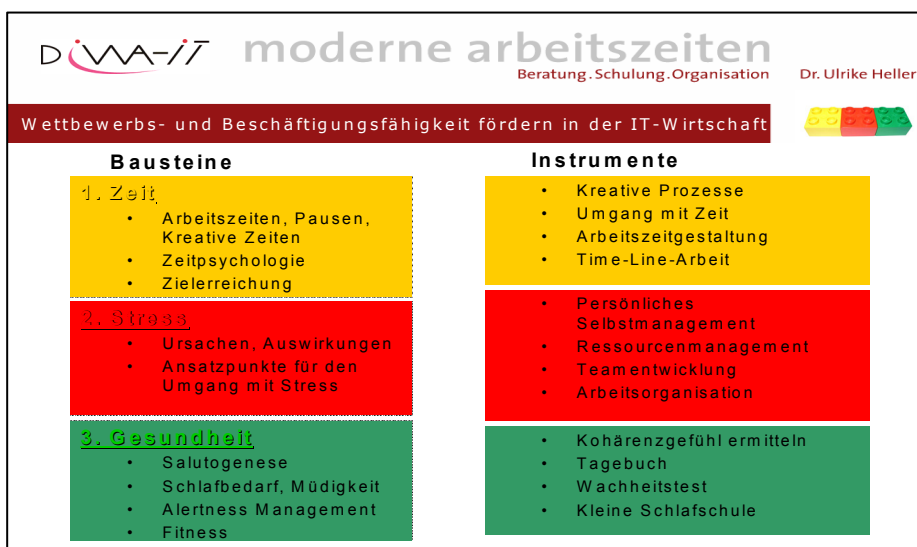 DiWA-IT
moderne arbeitszeiten
Beratung.Schulung.Organisation
Dr. Ulrike Heller
Wettbewerbs- und Beschäftigungsfähigkeit fördern in der IT-Wirtschaft
Bausteine
1. Zeit
• Arbeitszeiten, Pausen,
Kreative Zeiten
• Zeitpsychologie
• Zielerreichung
2. Stress
• Ursachen, Auswirkungen
• Ansatzpunkte für den
Umgang mit Stress
3. Gesundheit
• Salutogenese
• Schlafbedarf, Müdigkeit
• Alertness Management
• Fitness
Instrumente
• Kreative Prozesse
• Umgang mit Zeit
• Arbeitszeitgestaltung
• Time-Line-Arbeit
• Persönliches
Selbstmanagement
• Ressourcenmanagement
• Teamentwicklung
• Arbeitsorganisation
• Kohärenzgefühl ermitteln
• Tagebuch
• Wachheitstest
• Kleine Schlafschule